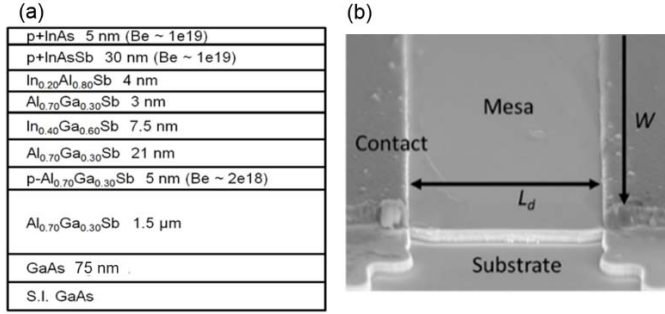 (a)
p+InAs 5 nm (Be ~ 1e19)
p+InAsSb 30 nm (Be ~ 1e19)
In0.20Al0.80Sb 4 nm
Al0.70Ga0.30Sb 3 nm
In0.40Ga0.60Sb 7.5 nm
Al0.70Ga0.30Sb 21 nm
p-Al0.70Ga0.30Sb 5 nm (Be ~ 2e18)
Al0.70Ga0.30Sb 1.5 µm
GaAs 75 nm
S.I. GaAs
(b)
Mesa
W
Contact
Ld
Substrate